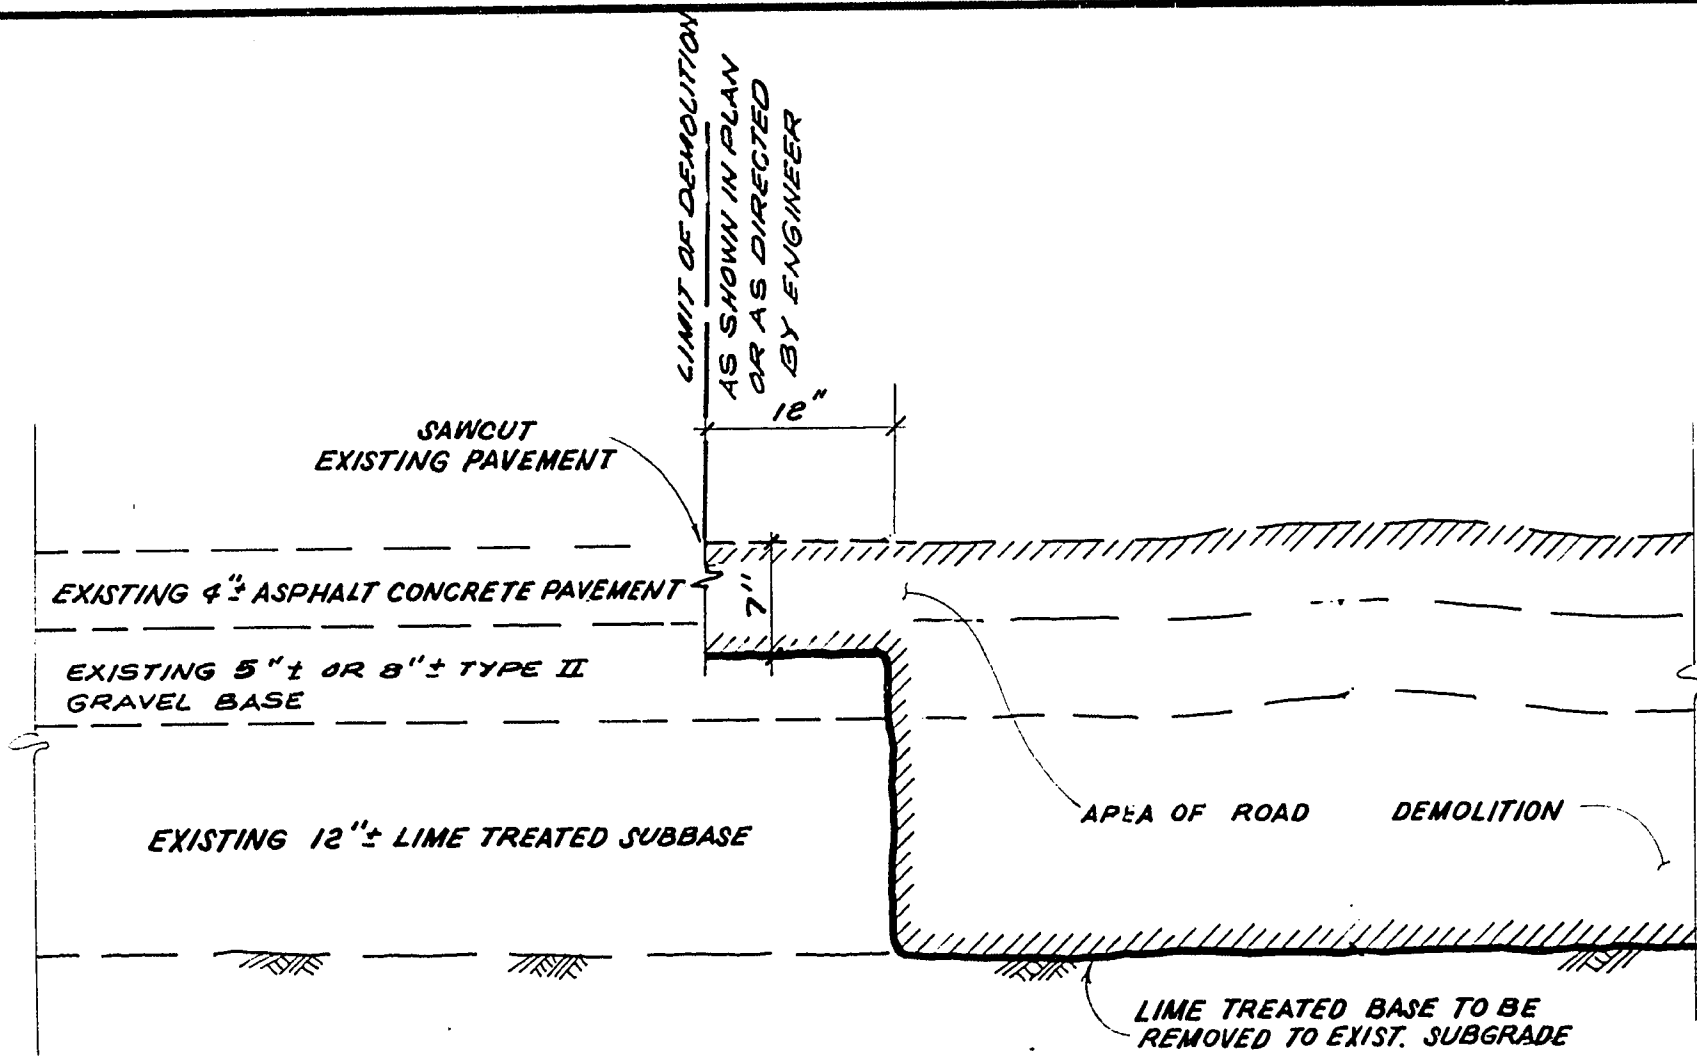 LIMIT OF DEMOLITION
AS SHOWN IN PLAN
OR AS DIRECTED
BY ENGINEER
12"
SAWCUT
EXISTING PAVEMENT
EXISTING 4"± ASPHALT CONCRETE PAVEMENT
7"
EXISTING 5"± OR 8"± TYPE II
GRAVEL BASE
AREA OF ROAD DEMOLITION
EXISTING 12"± LIME TREATED SUBBASE
LIME TREATED BASE TO BE
REMOVED TO EXIST. SUBGRADE